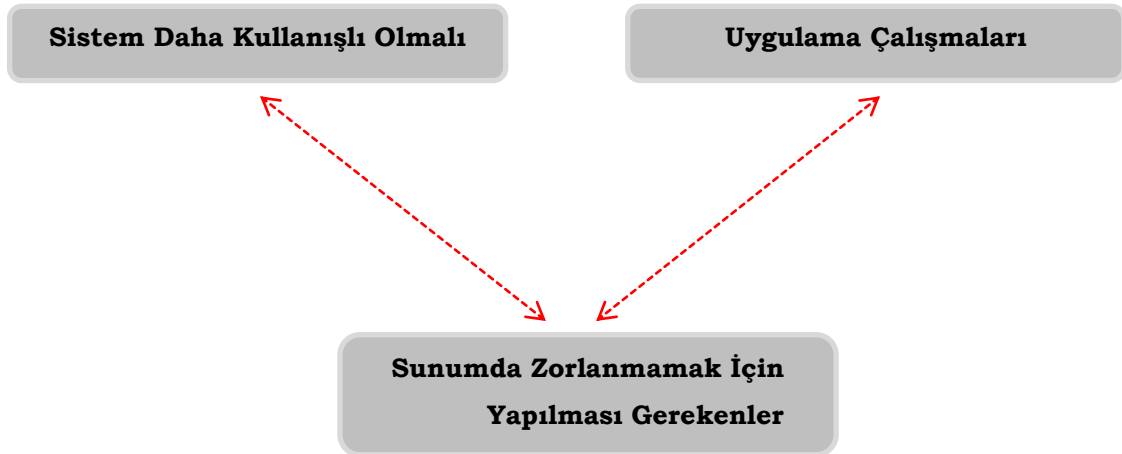 Sistem Daha Kullanışlı Olmalı
Uygulama Çalışmaları
Sunumda Zorlanmamak İçin
Yapılması Gerekenler